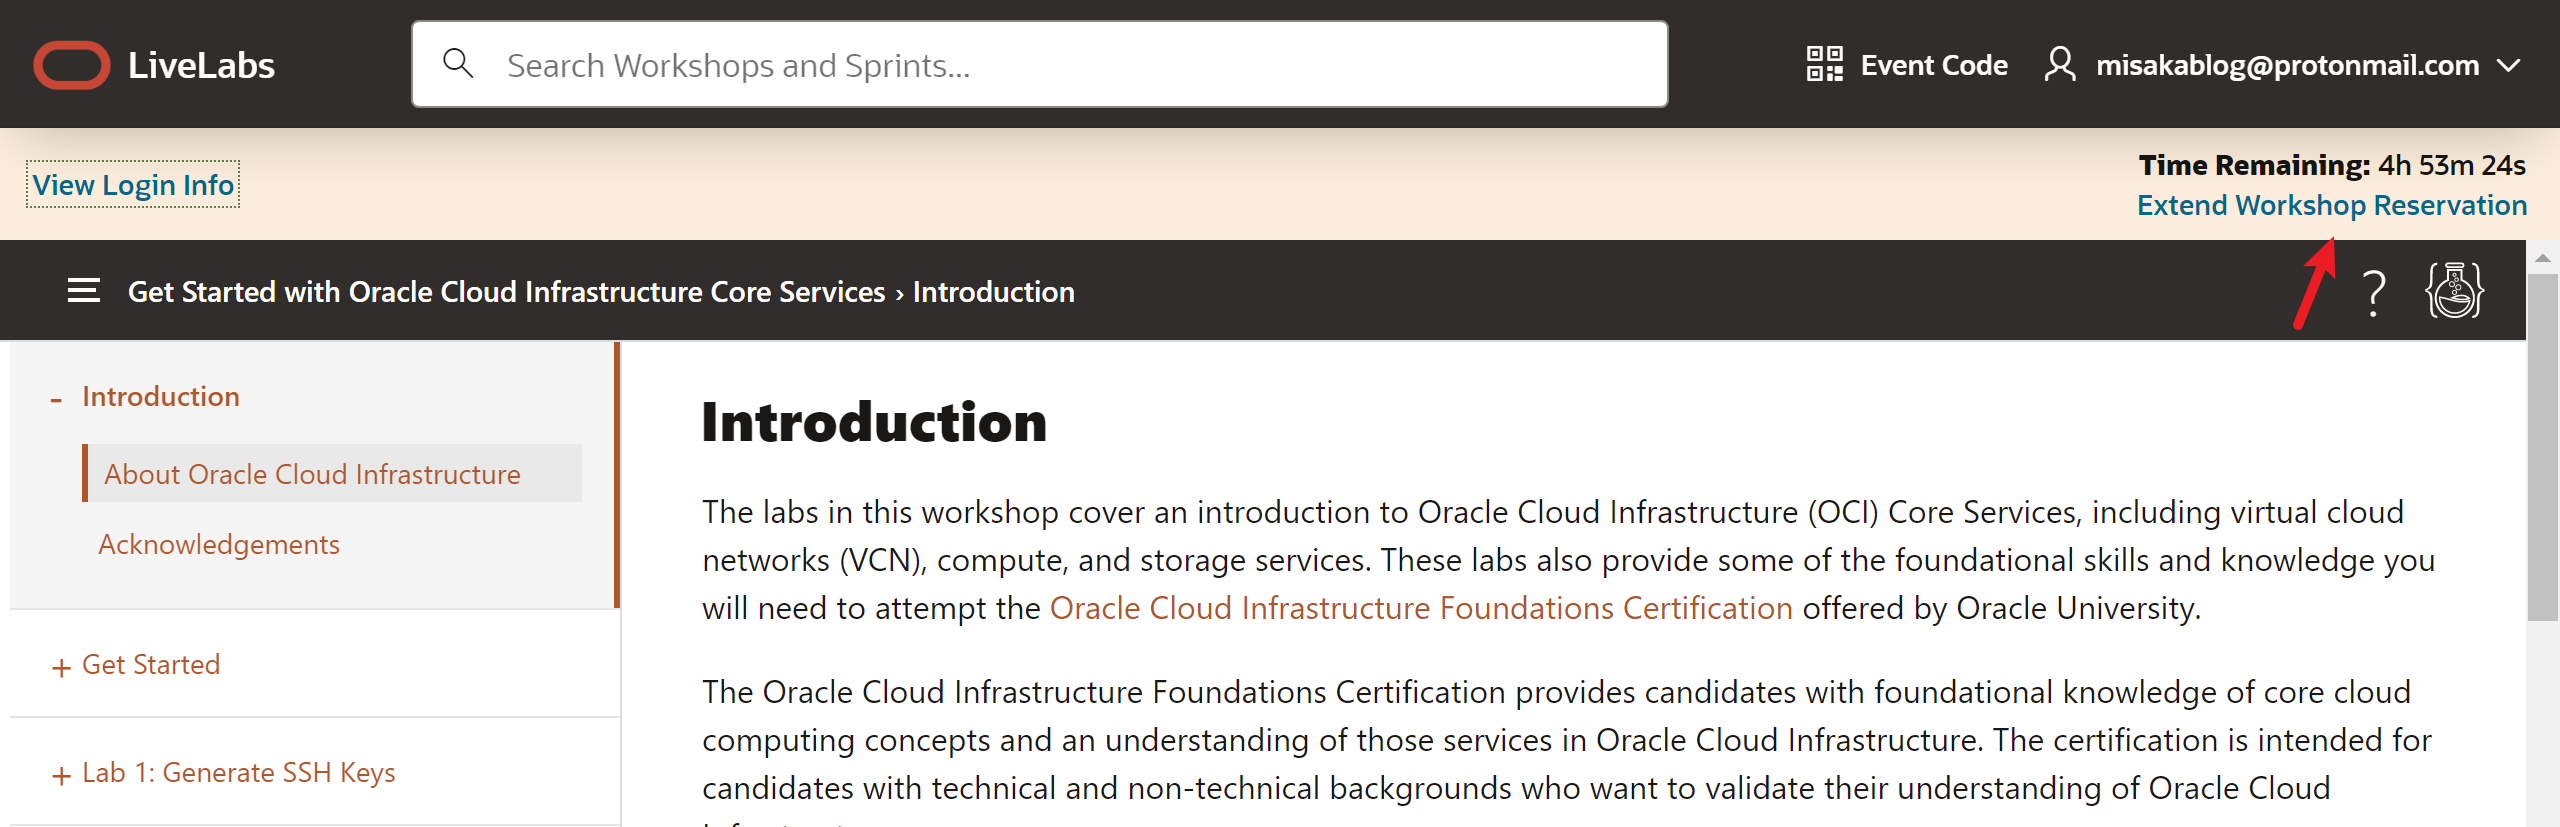 LiveLabs
Search Workshops and Sprints...
Event Code
misakablog@protonmail.com
View Login Info
Time Remaining: 4h 53m 24s
Extend Workshop Reservation
Get Started with Oracle Cloud Infrastructure Core Services › Introduction
?
- Introduction
About Oracle Cloud Infrastructure
Acknowledgements
+ Get Started
+ Lab 1: Generate SSH Keys
Introduction
The labs in this workshop cover an introduction to Oracle Cloud Infrastructure (OCI) Core Services, including virtual cloud
networks (VCN), compute, and storage services. These labs also provide some of the foundational skills and knowledge you
will need to attempt the Oracle Cloud Infrastructure Foundations Certification offered by Oracle University.
The Oracle Cloud Infrastructure Foundations Certification provides candidates with foundational knowledge of core cloud
computing concepts and an understanding of those services in Oracle Cloud Infrastructure. The certification is intended for
candidates with technical and non-technical backgrounds who want to validate their understanding of Oracle Cloud